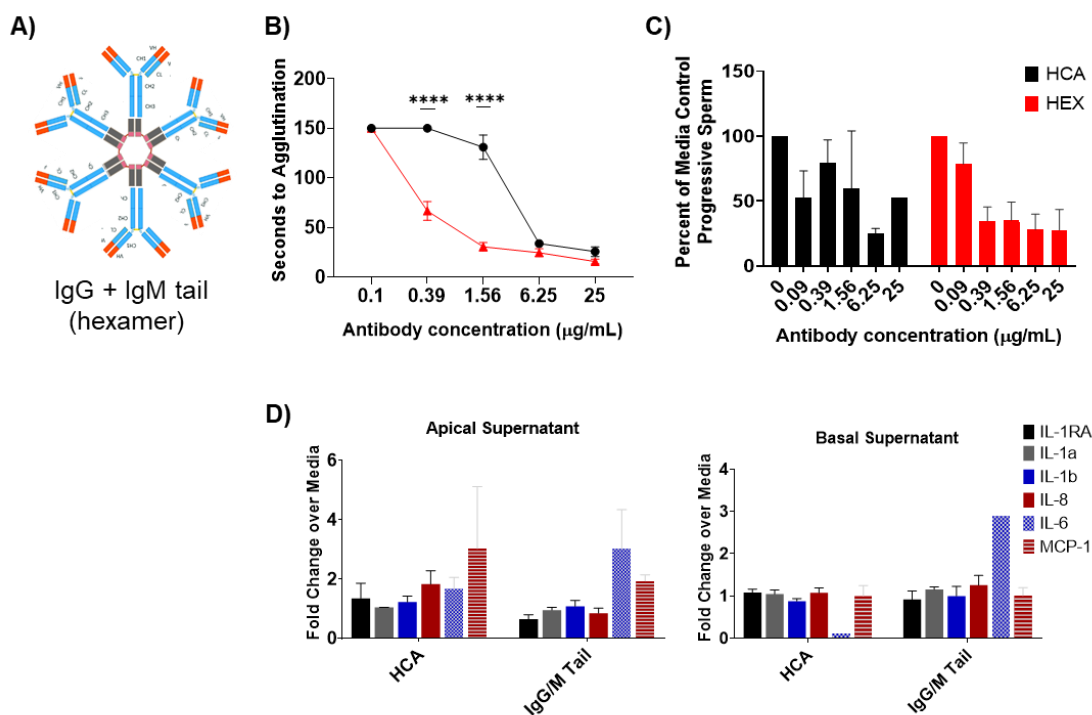 A)
IgG + IgM tail
(hexamer)
B)
Seconds to Agglutination
200
150
100
50
0
****
****
0.1 0.39 1.56 6.25 25
Antibody concentration (μg/mL)
C)
Percent of Media Control
Progressive Sperm
150
100
50
0
HCA
HEX
0 0.09 0.39 1.56 6.25 25 0 0.09 0.39 1.56 6.25 25
Antibody concentration (μg/mL)
D)
Apical Supernatant
Fold Change over Media
6
4
2
0
HCA IgG/M Tail
Basal Supernatant
Fold Change over Media
4
3
2
1
0
HCA IgG/M Tail
IL-1RA
IL-1a
IL-1b
IL-8
IL-6
MCP-1